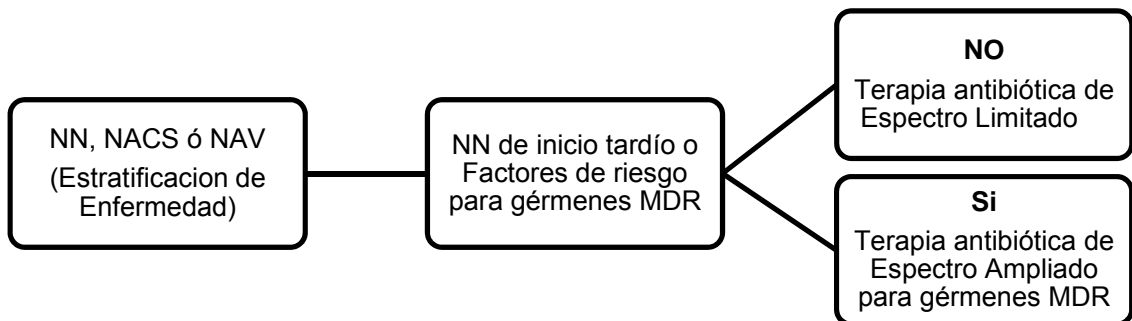 NN, NACS ó NAV
(Estratificacion de
Enfermedad)
NN de inicio tardío o
Factores de riesgo
para gérmenes MDR
NO
Terapia antibiótica de
Espectro Limitado
Si
Terapia antibiótica de
Espectro Ampliado
para gérmenes MDR